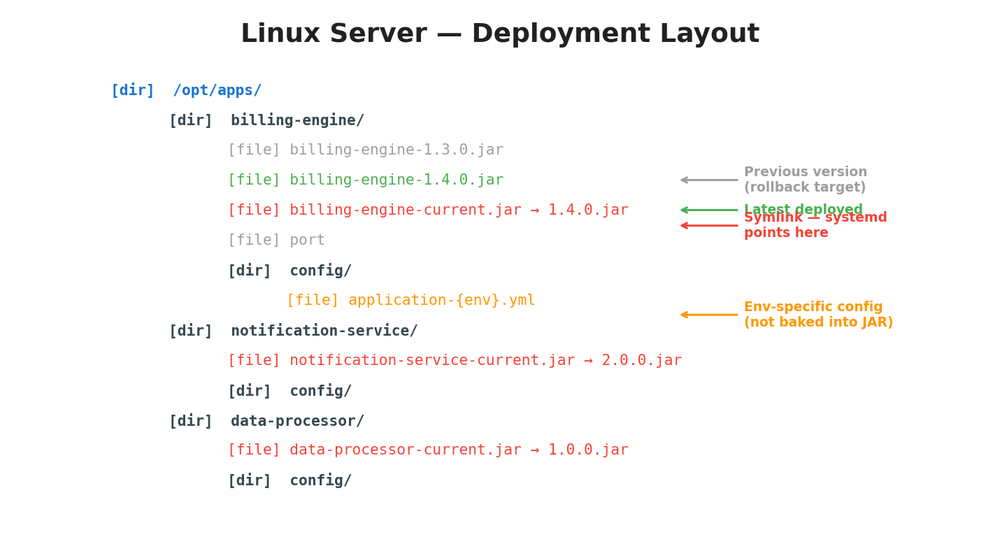 Linux Server — Deployment Layout
[dir]  /opt/apps/
[dir]  billing-engine/
[file] billing-engine-1.3.0.jar
[file] billing-engine-1.4.0.jar
Previous version
(rollback target)
[file] billing-engine-current.jar → 1.4.0.jar
Latest deployed
Symlink — systemd
points here
[file] port
[dir]  config/
[file] application-{env}.yml
Env-specific config
(not baked into JAR)
[dir]  notification-service/
[file] notification-service-current.jar → 2.0.0.jar
[dir]  config/
[dir]  data-processor/
[file] data-processor-current.jar → 1.0.0.jar
[dir]  config/